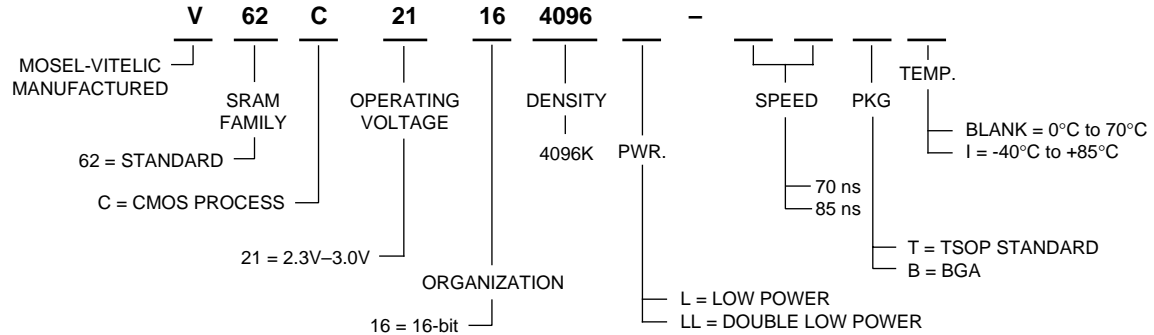 V 62 C 21 16 4096 –
MOSEL-VITELIC
MANUFACTURED
SRAM
FAMILY
62 = STANDARD
C = CMOS PROCESS
OPERATING
VOLTAGE
21 = 2.3V–3.0V
ORGANIZATION
16 = 16-bit
DENSITY
4096K
PWR.
L = LOW POWER
LL = DOUBLE LOW POWER
SPEED
70 ns
85 ns
PKG
T = TSOP STANDARD
B = BGA
TEMP.
BLANK = 0°C to 70°C
I = -40°C to +85°C